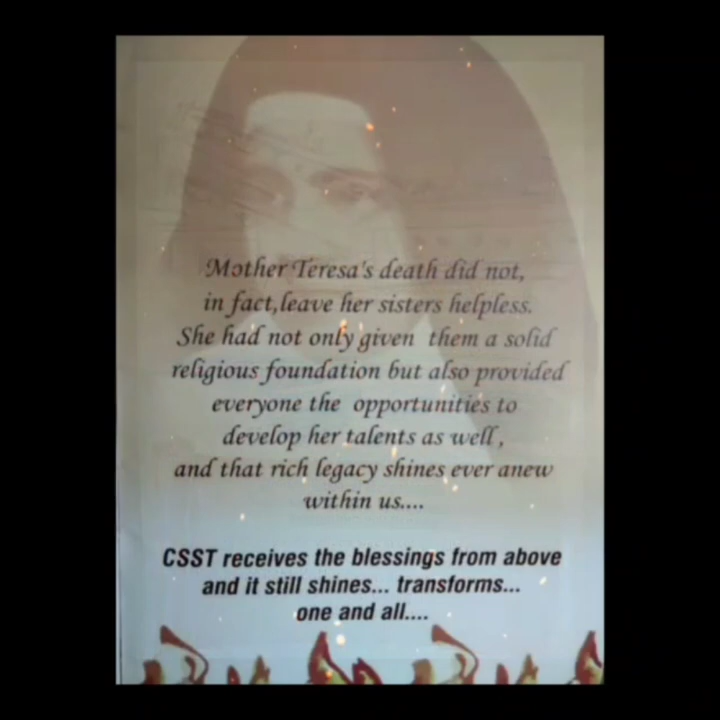 Mother Teresa's death did not,
in fact,leave her sisters helpless.
She had not only given them a solid
religious foundation but also provided
everyone the opportunities to
develop her talents as well,
and that rich legacy shines ever anew
within us....
CSST receives the blessings from above
and it still shines... transforms...
one and all....